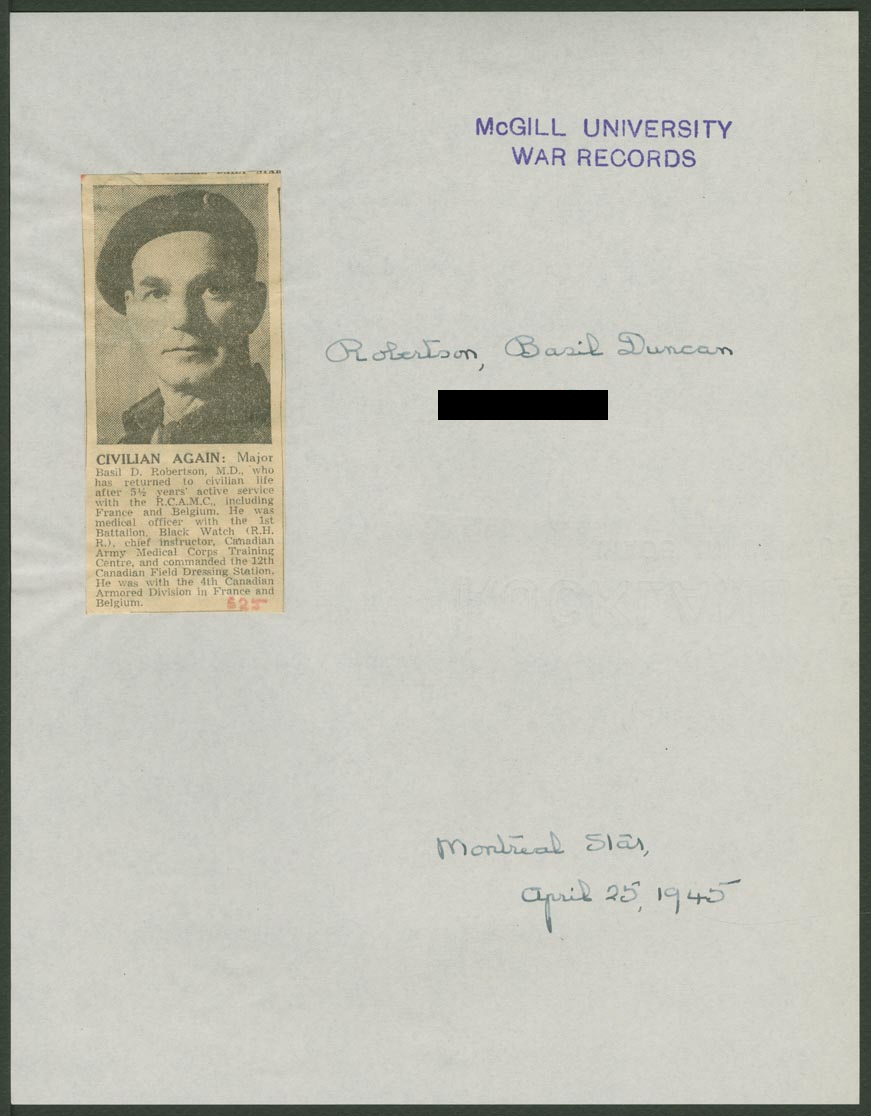 McGILL UNIVERSITY
WAR RECORDS
Robertson, Basil Duncan
CIVILIAN AGAIN: Major
Basil D. Robertson, M.D., who
has returned to civilian life
after 5½ years' active service
with the R.C.A.M.C., including
France and Belgium. He was
medical officer with the 1st
Battalion, Black Watch (R.H.
R.), chief instructor, Canadian
Army Medical Corps Training
Centre, and commanded the 12th
Canadian Field Dressing Station.
He was with the 4th Canadian
Armored Division in France and
Belgium.
625
Montreal Star,
April 25, 1945